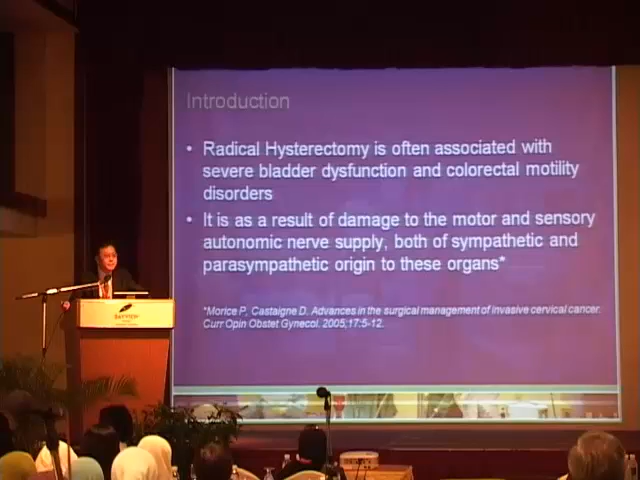 Introduction
• Radical Hysterectomy is often associated with
severe bladder dysfunction and colorectal motility
disorders
• It is as a result of damage to the motor and sensory
autonomic nerve supply, both of sympathetic and
parasympathetic origin to these organs*
*Morice P, Castaigne D. Advances in the surgical management of invasive cervical cancer.
Curr Opin Obstet Gynecol. 2005;17:5-12.
BAYVIEW